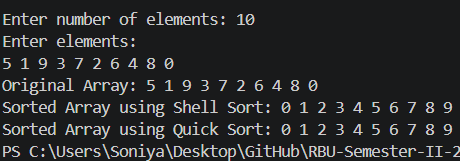 Enter number of elements: 10
Enter elements:
5 1 9 3 7 2 6 4 8 0
Original Array: 5 1 9 3 7 2 6 4 8 0
Sorted Array using Shell Sort: 0 1 2 3 4 5 6 7 8 9
Sorted Array using Quick Sort: 0 1 2 3 4 5 6 7 8 9
PS C:\Users\Soniya\Desktop\GitHub\RBU-Semester-II-2